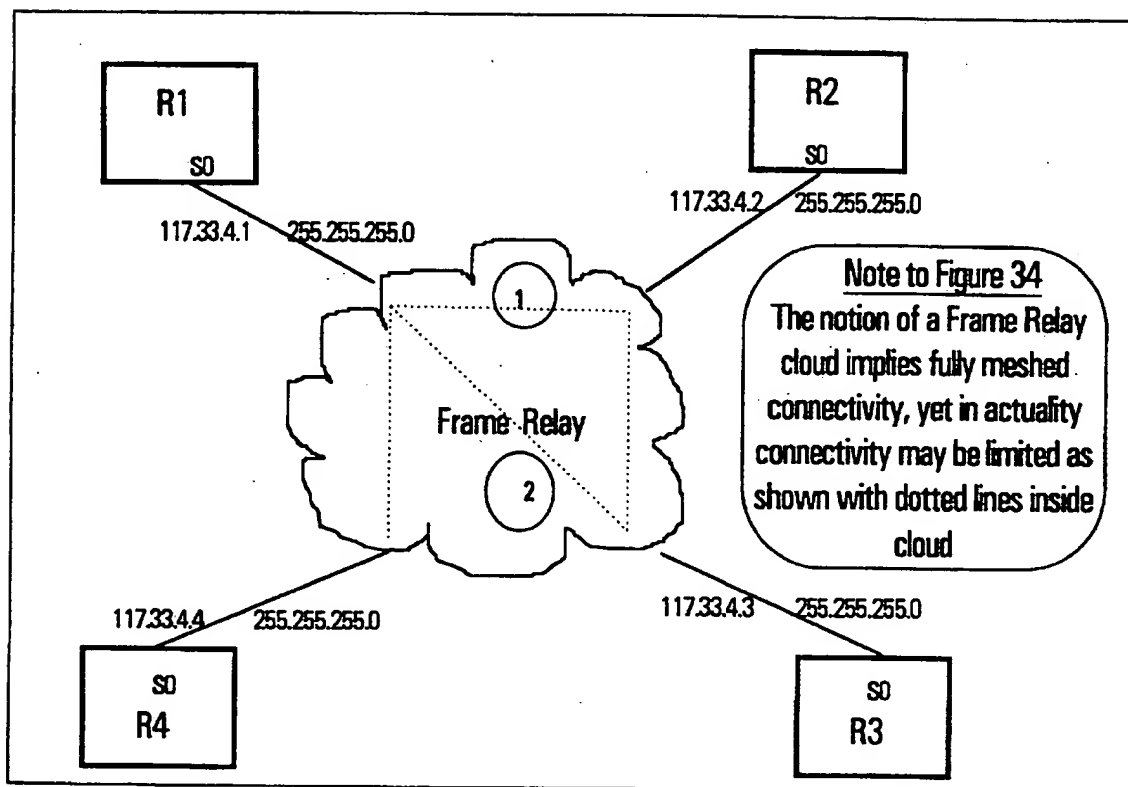 R1
S0
R2
S0
117.33.4.1 255.255.255.0
117.33.4.2 255.255.255.0
1
Frame Relay
2
Note to Figure 34
The notion of a Frame Relay
cloud implies fully meshed
connectivity, yet in actuality
connectivity may be limited as
shown with dotted lines inside
cloud
117.33.4.4 255.255.255.0
117.33.4.3 255.255.255.0
S0
R4
S0
R3